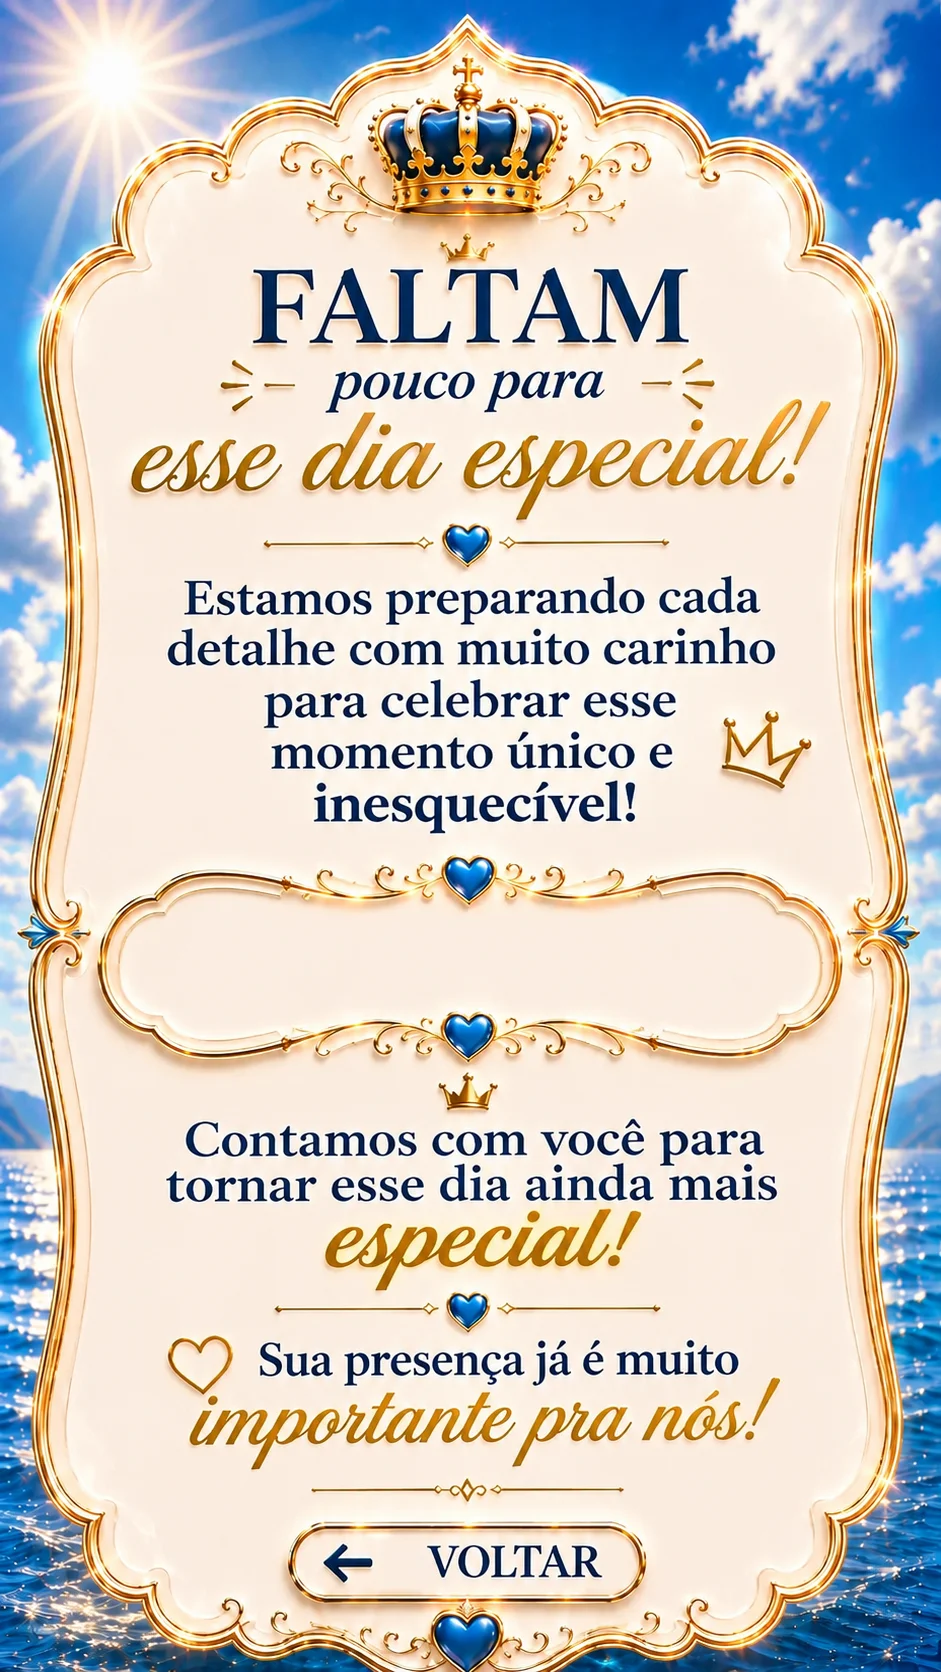 FALTAM
pouco para
esse dia especial!
Estamos preparando cada
detalhe com muito carinho
para celebrar esse
momento único e
inesquecível!
Contamos com você para
tornar esse dia ainda mais
especial!
Sua presença já é muito
importante pra nós!
← VOLTAR